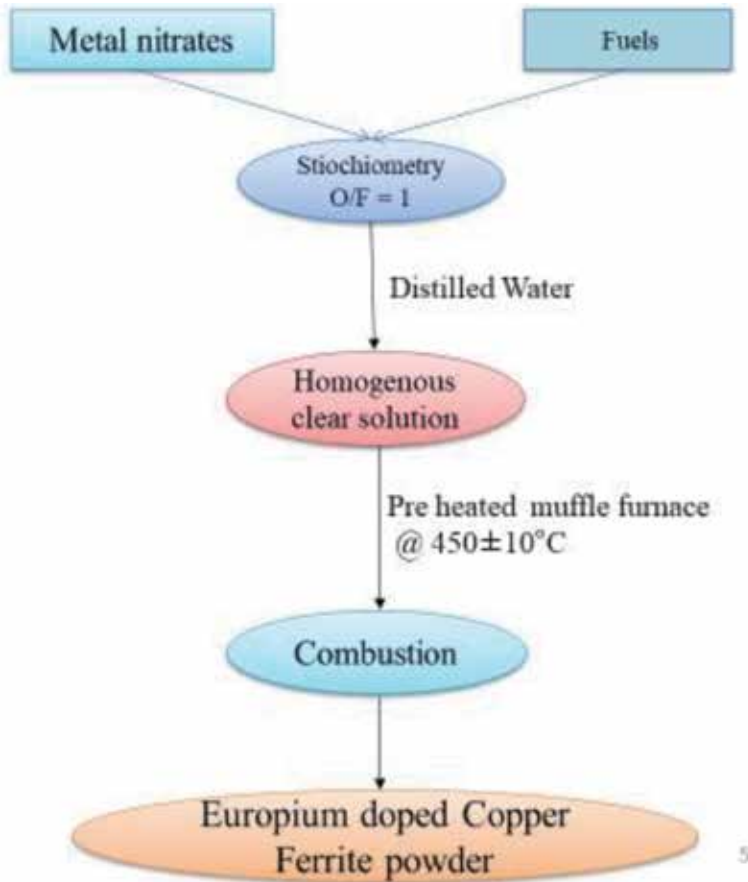 Metal nitrates
Fuels
Stiochiometry
O/F = 1
Distilled Water
Homogenous
clear solution
Pre heated muffle furnace
@ 450±10°C
Combustion
Europium doped Copper
Ferrite powder
5